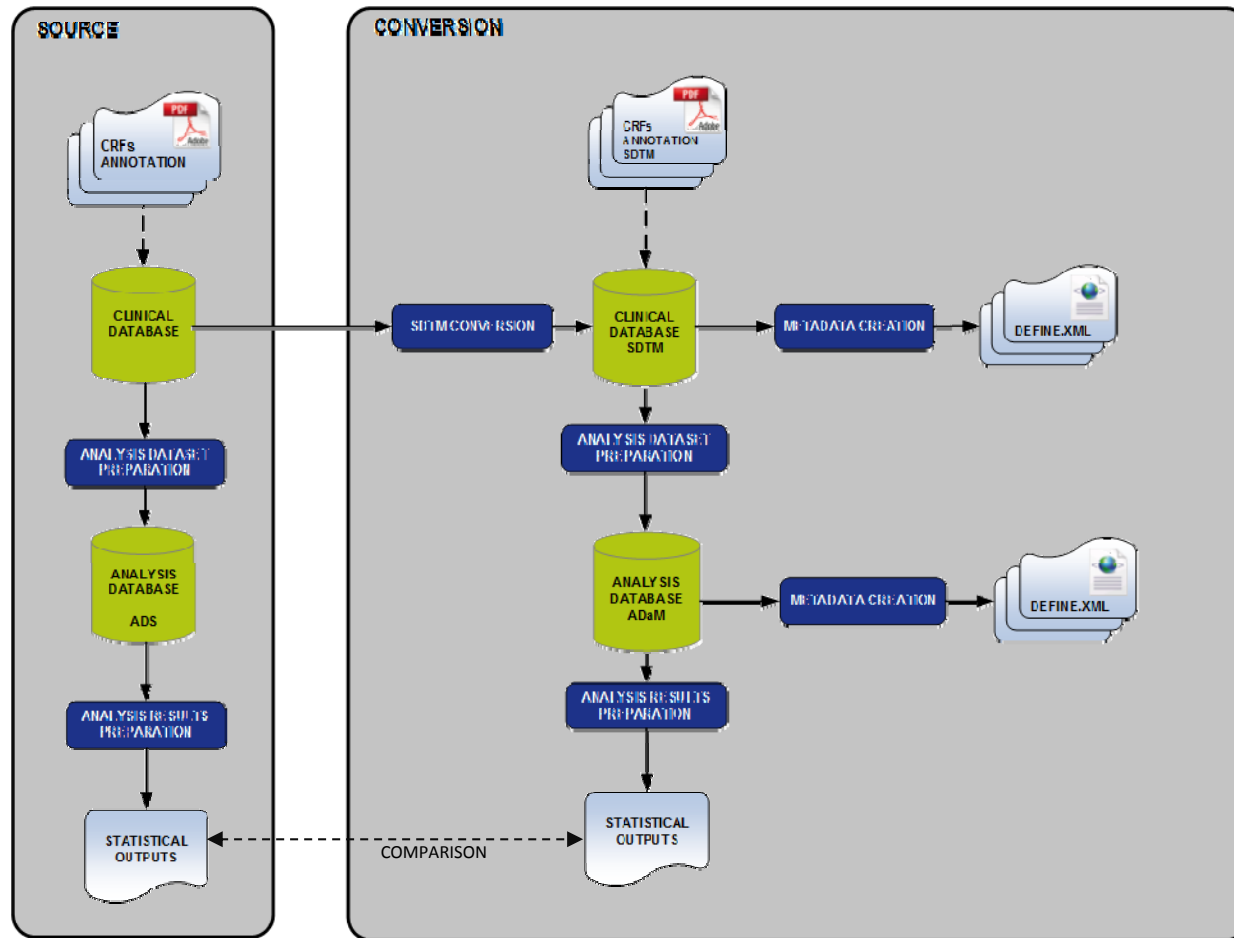 SOURCE
PDF
Adobe
CRFs
ANNOTATION
CLINICAL
DATABASE
ANALYSIS DATASET
PREPARATION
ANALYSIS
DATABASE
ADS
ANALYSIS RESULTS
PREPARATION
STATISTICAL
OUTPUTS
COMPARISON
CONVERSION
PDF
Adobe
CRFs
ANNOTATION
SDTM
SDTM CONVERSION
CLINICAL
DATABASE
SDTM
METADATA CREATION
DEFINE.XML
ANALYSIS DATASET
PREPARATION
ANALYSIS
DATABASE
ADaM
METADATA CREATION
DEFINE.XML
ANALYSIS RESULTS
PREPARATION
STATISTICAL
OUTPUTS